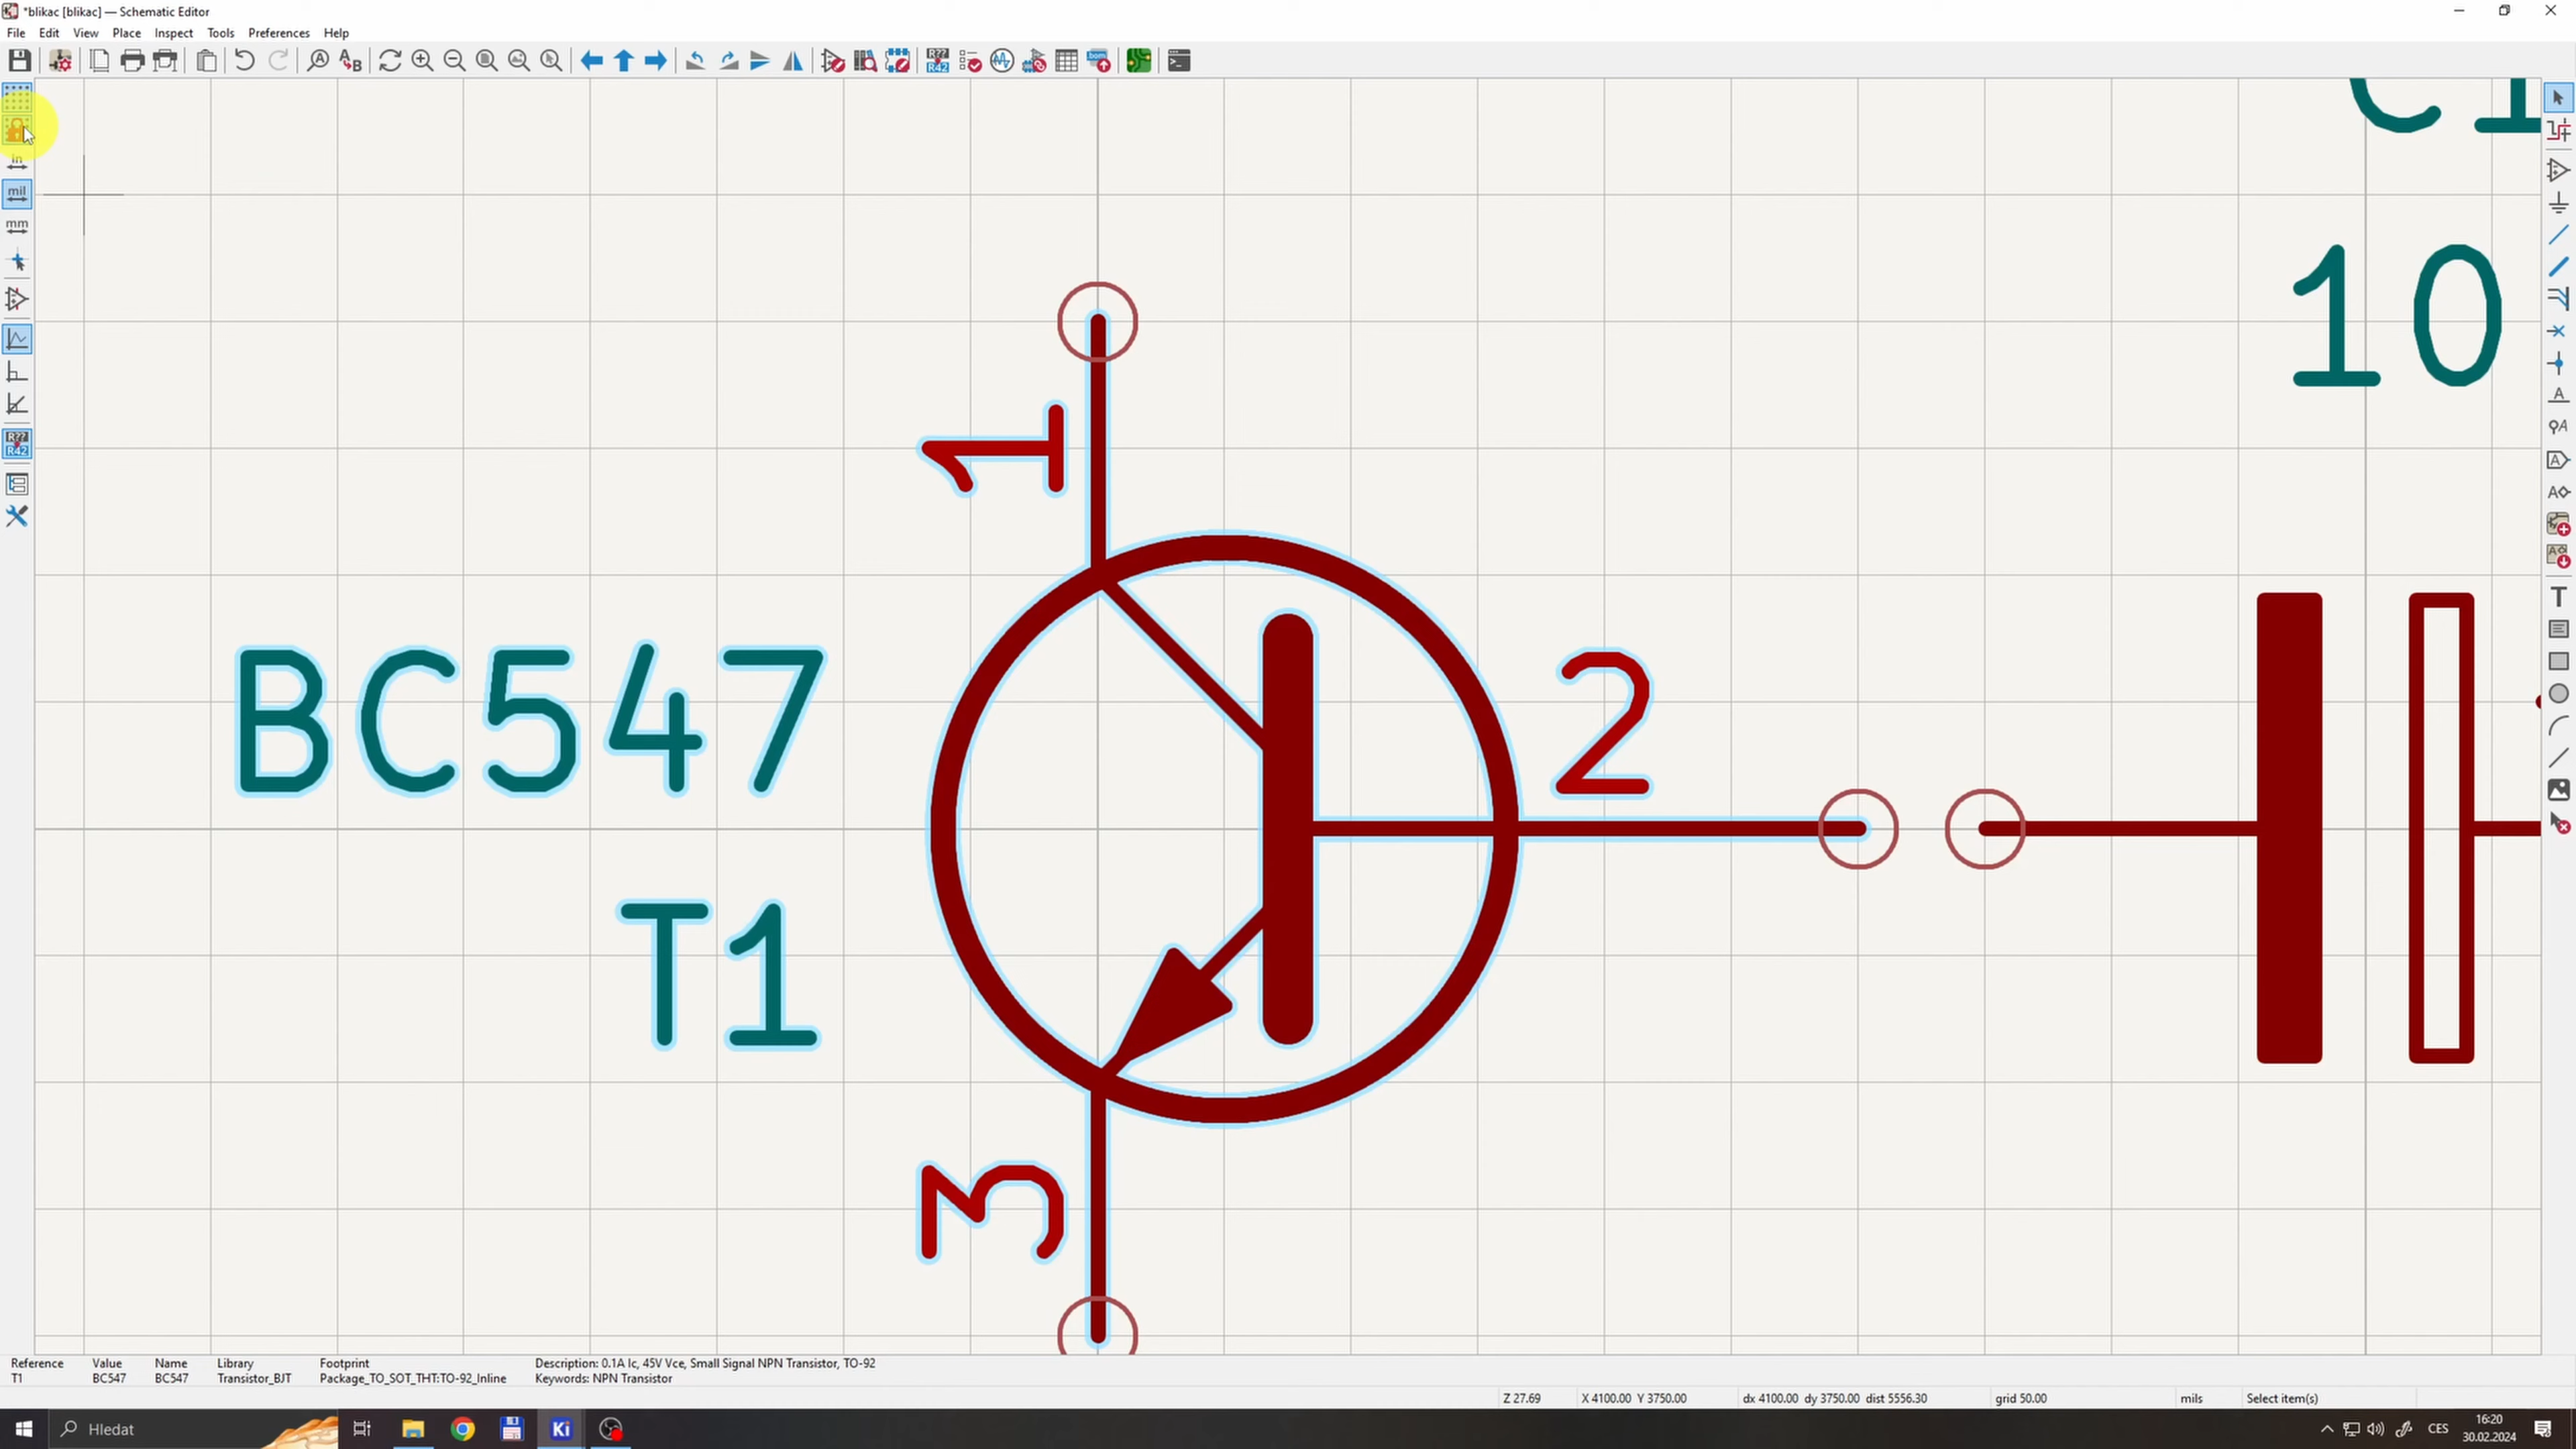 *blikac [blikac] — Schematic Editor
File Edit View Place Inspect Tools Preferences Help
in
mil
mm
R??
R42
C1
10
1
BC547
2
T1
3
Reference Value Name Library Footprint Description: 0.1A Ic, 45V Vce, Small Signal NPN Transistor, TO-92
T1 BC547 BC547 Transistor_BJT Package_TO_SOT_THT:TO-92_Inline Keywords: NPN Transistor
Z 27.69 X 4100.00 Y 3750.00 dx 4100.00 dy 3750.00 dist 5556.30 grid 50.00 mils Select item(s)
Hledat
Ki
CES
16:20
30.02.2024